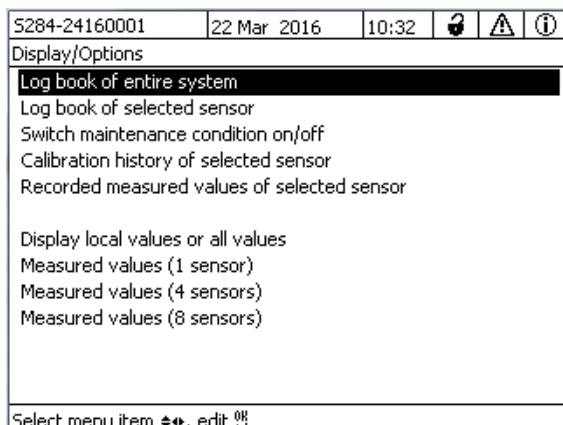 S284-24160001 22 Mar 2016 10:32
Display/Options
Log book of entire system
Log book of selected sensor
Switch maintenance condition on/off
Calibration history of selected sensor
Recorded measured values of selected sensor
Display local values or all values
Measured values (1 sensor)
Measured values (4 sensors)
Measured values (8 sensors)
Select menu item , edit OK